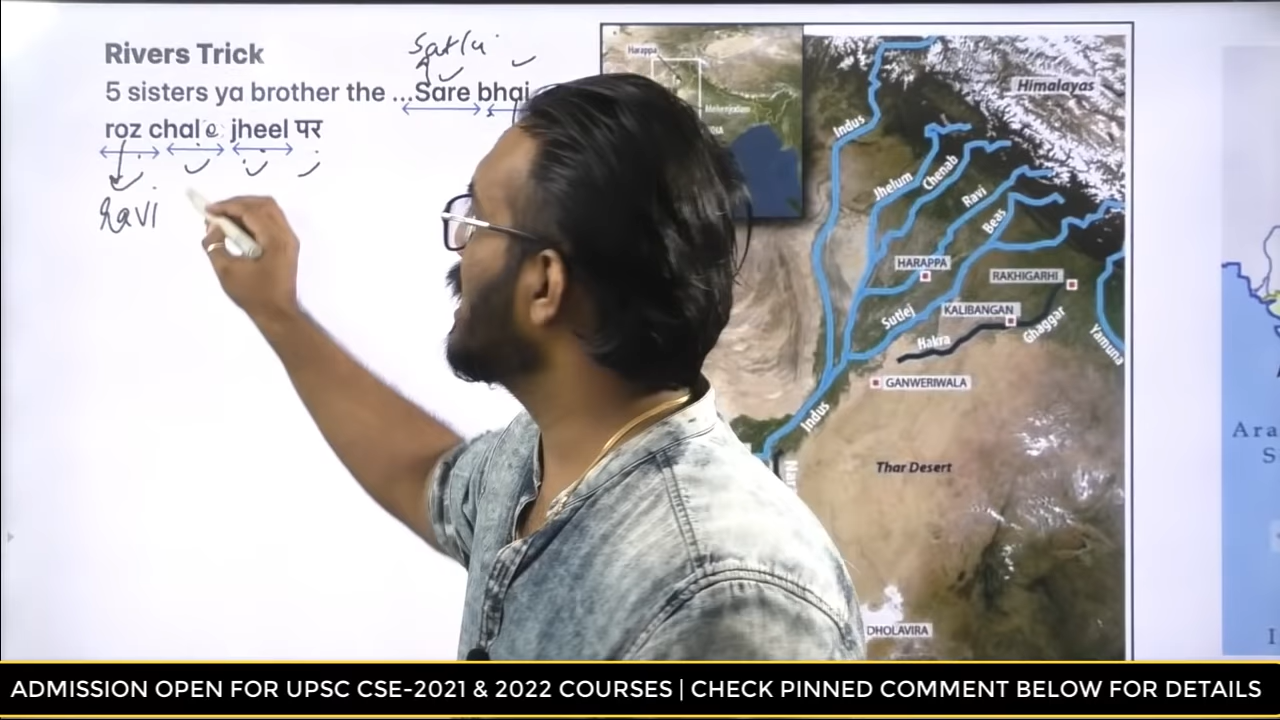 Rivers Trick
Satlu
5 sisters ya brother the ...Sare bhai
roz chale jheel पर
Ravi
Harappa
Mohenjodaro
Himalayas
Indus
Jhelum
Chenab
Ravi
Beas
HARAPPA
RAKHIGARHI
Sutlej
KALIBANGAN
Hakra
Ghaggar
Yamuna
GANWERIWALA
Indus
Thar Desert
DHOLAVIRA
Ara
S
I
ADMISSION OPEN FOR UPSC CSE-2021 & 2022 COURSES | CHECK PINNED COMMENT BELOW FOR DETAILS